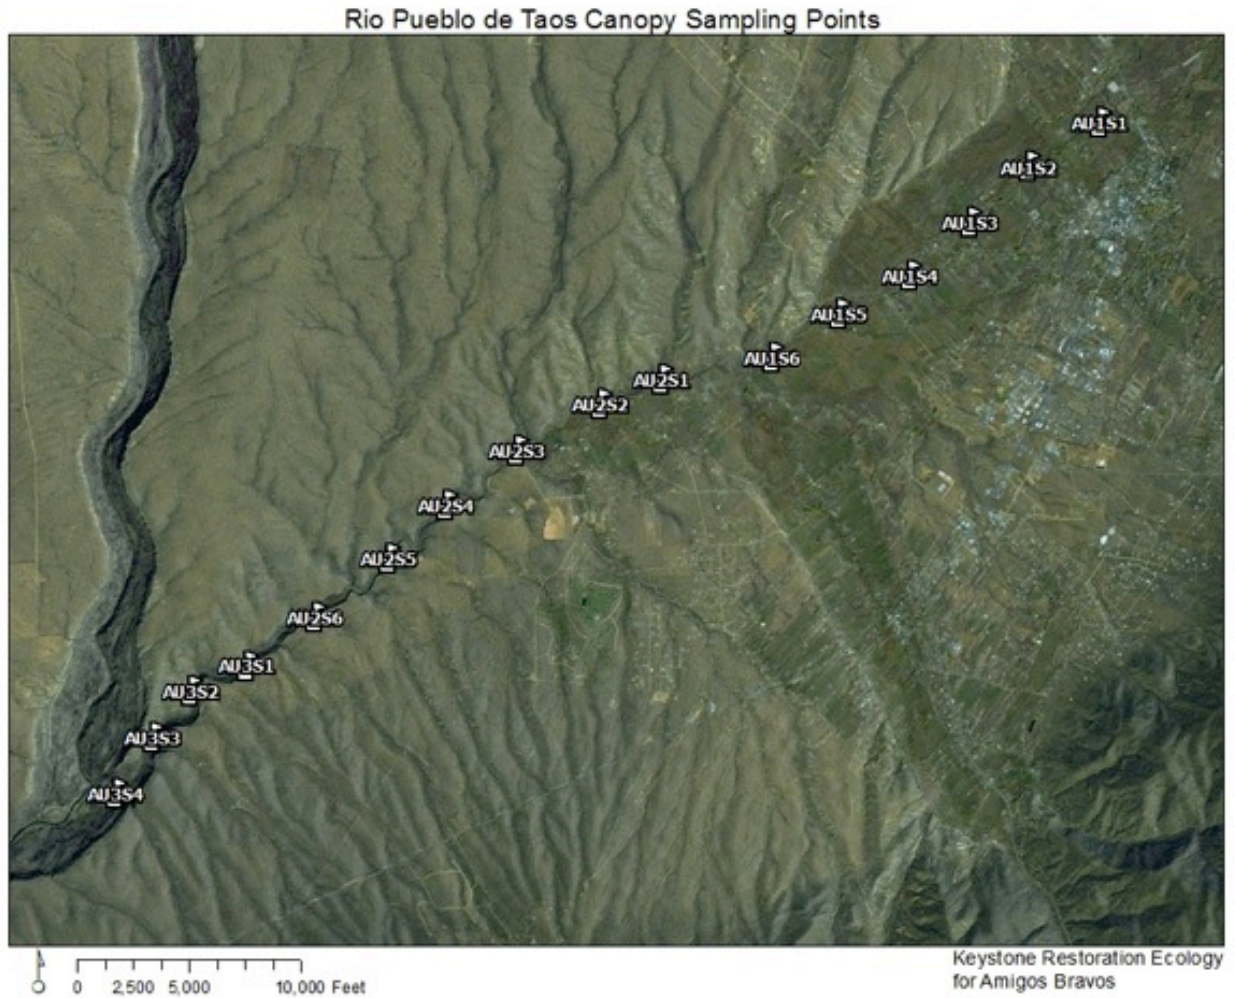 Rio Pueblo de Taos Canopy Sampling Points
AU1S1
AU1S2
AU1S3
AU1S4
AU1S5
AU1S6
AU2S1
AU2S2
AU2S3
AU2S4
AU2S5
AU2S6
AU3S1
AU3S2
AU3S3
AU3S4
0 2,500 5,000 10,000 Feet
Keystone Restoration Ecology
for Amigos Bravos